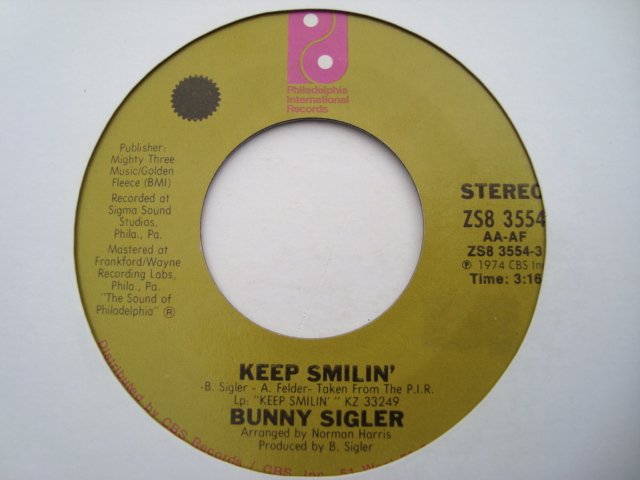 Philadelphia
International
Records
Publisher:
Mighty Three
Music/Golden
Fleece (BMI)
Recorded at
Sigma Sound
Studios,
Phila., Pa.
Mastered at
Frankford/Wayne
Recording Labs,
Phila., Pa.
"The Sound of
Philadelphia" ®
STEREO
ZS8 3554
AA-AF
ZS8 3554-3
℗ 1974 CBS In
Time: 3:16
KEEP SMILIN'
-B. Sigler - A. Felder- Taken From The P.I.R.
Lp: "KEEP SMILIN' " KZ 33249
BUNNY SIGLER
Arranged by Norman Harris
Produced by B. Sigler
Distributed by CBS Records / CBS, Inc. 51 W